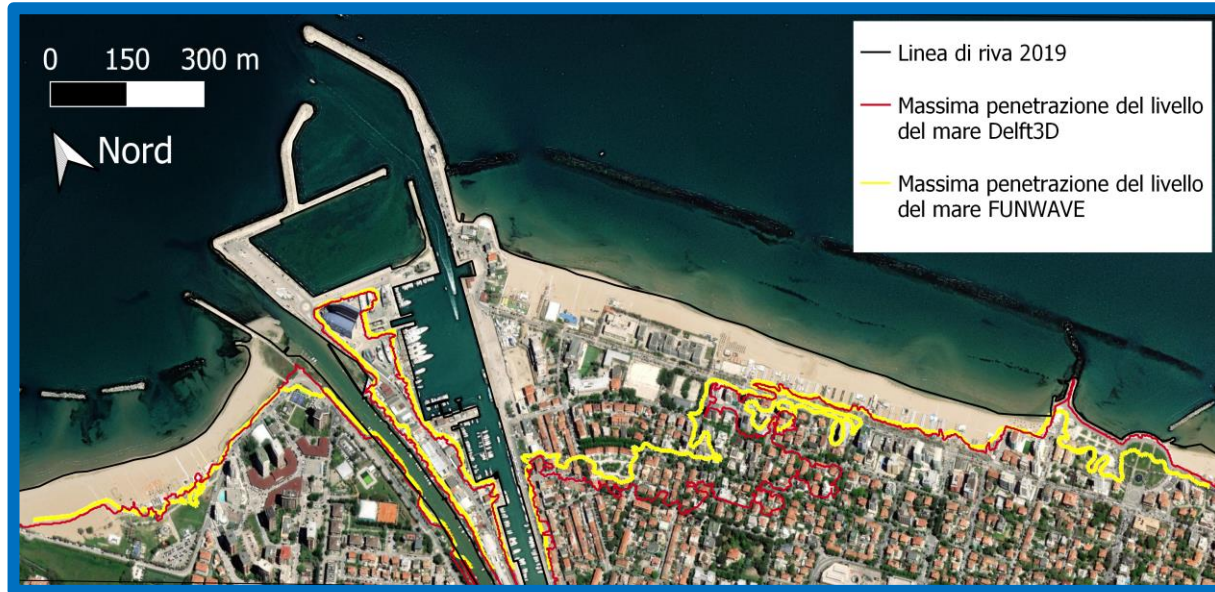 0 150 300 m
Nord
Linea di riva 2019
Massima penetrazione del livello
del mare Delft3D
Massima penetrazione del livello
del mare FUNWAVE